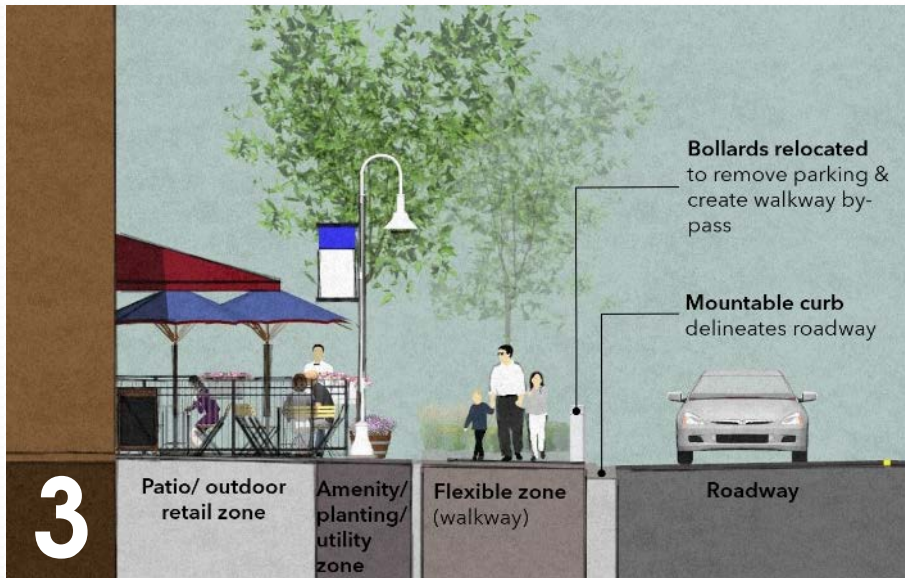 Bollards relocated
to remove parking &
create walkway by-
pass
Mountable curb
delineates roadway
3
Patio/ outdoor
retail zone
Amenity/
planting/
utility
zone
Flexible zone
(walkway)
Roadway